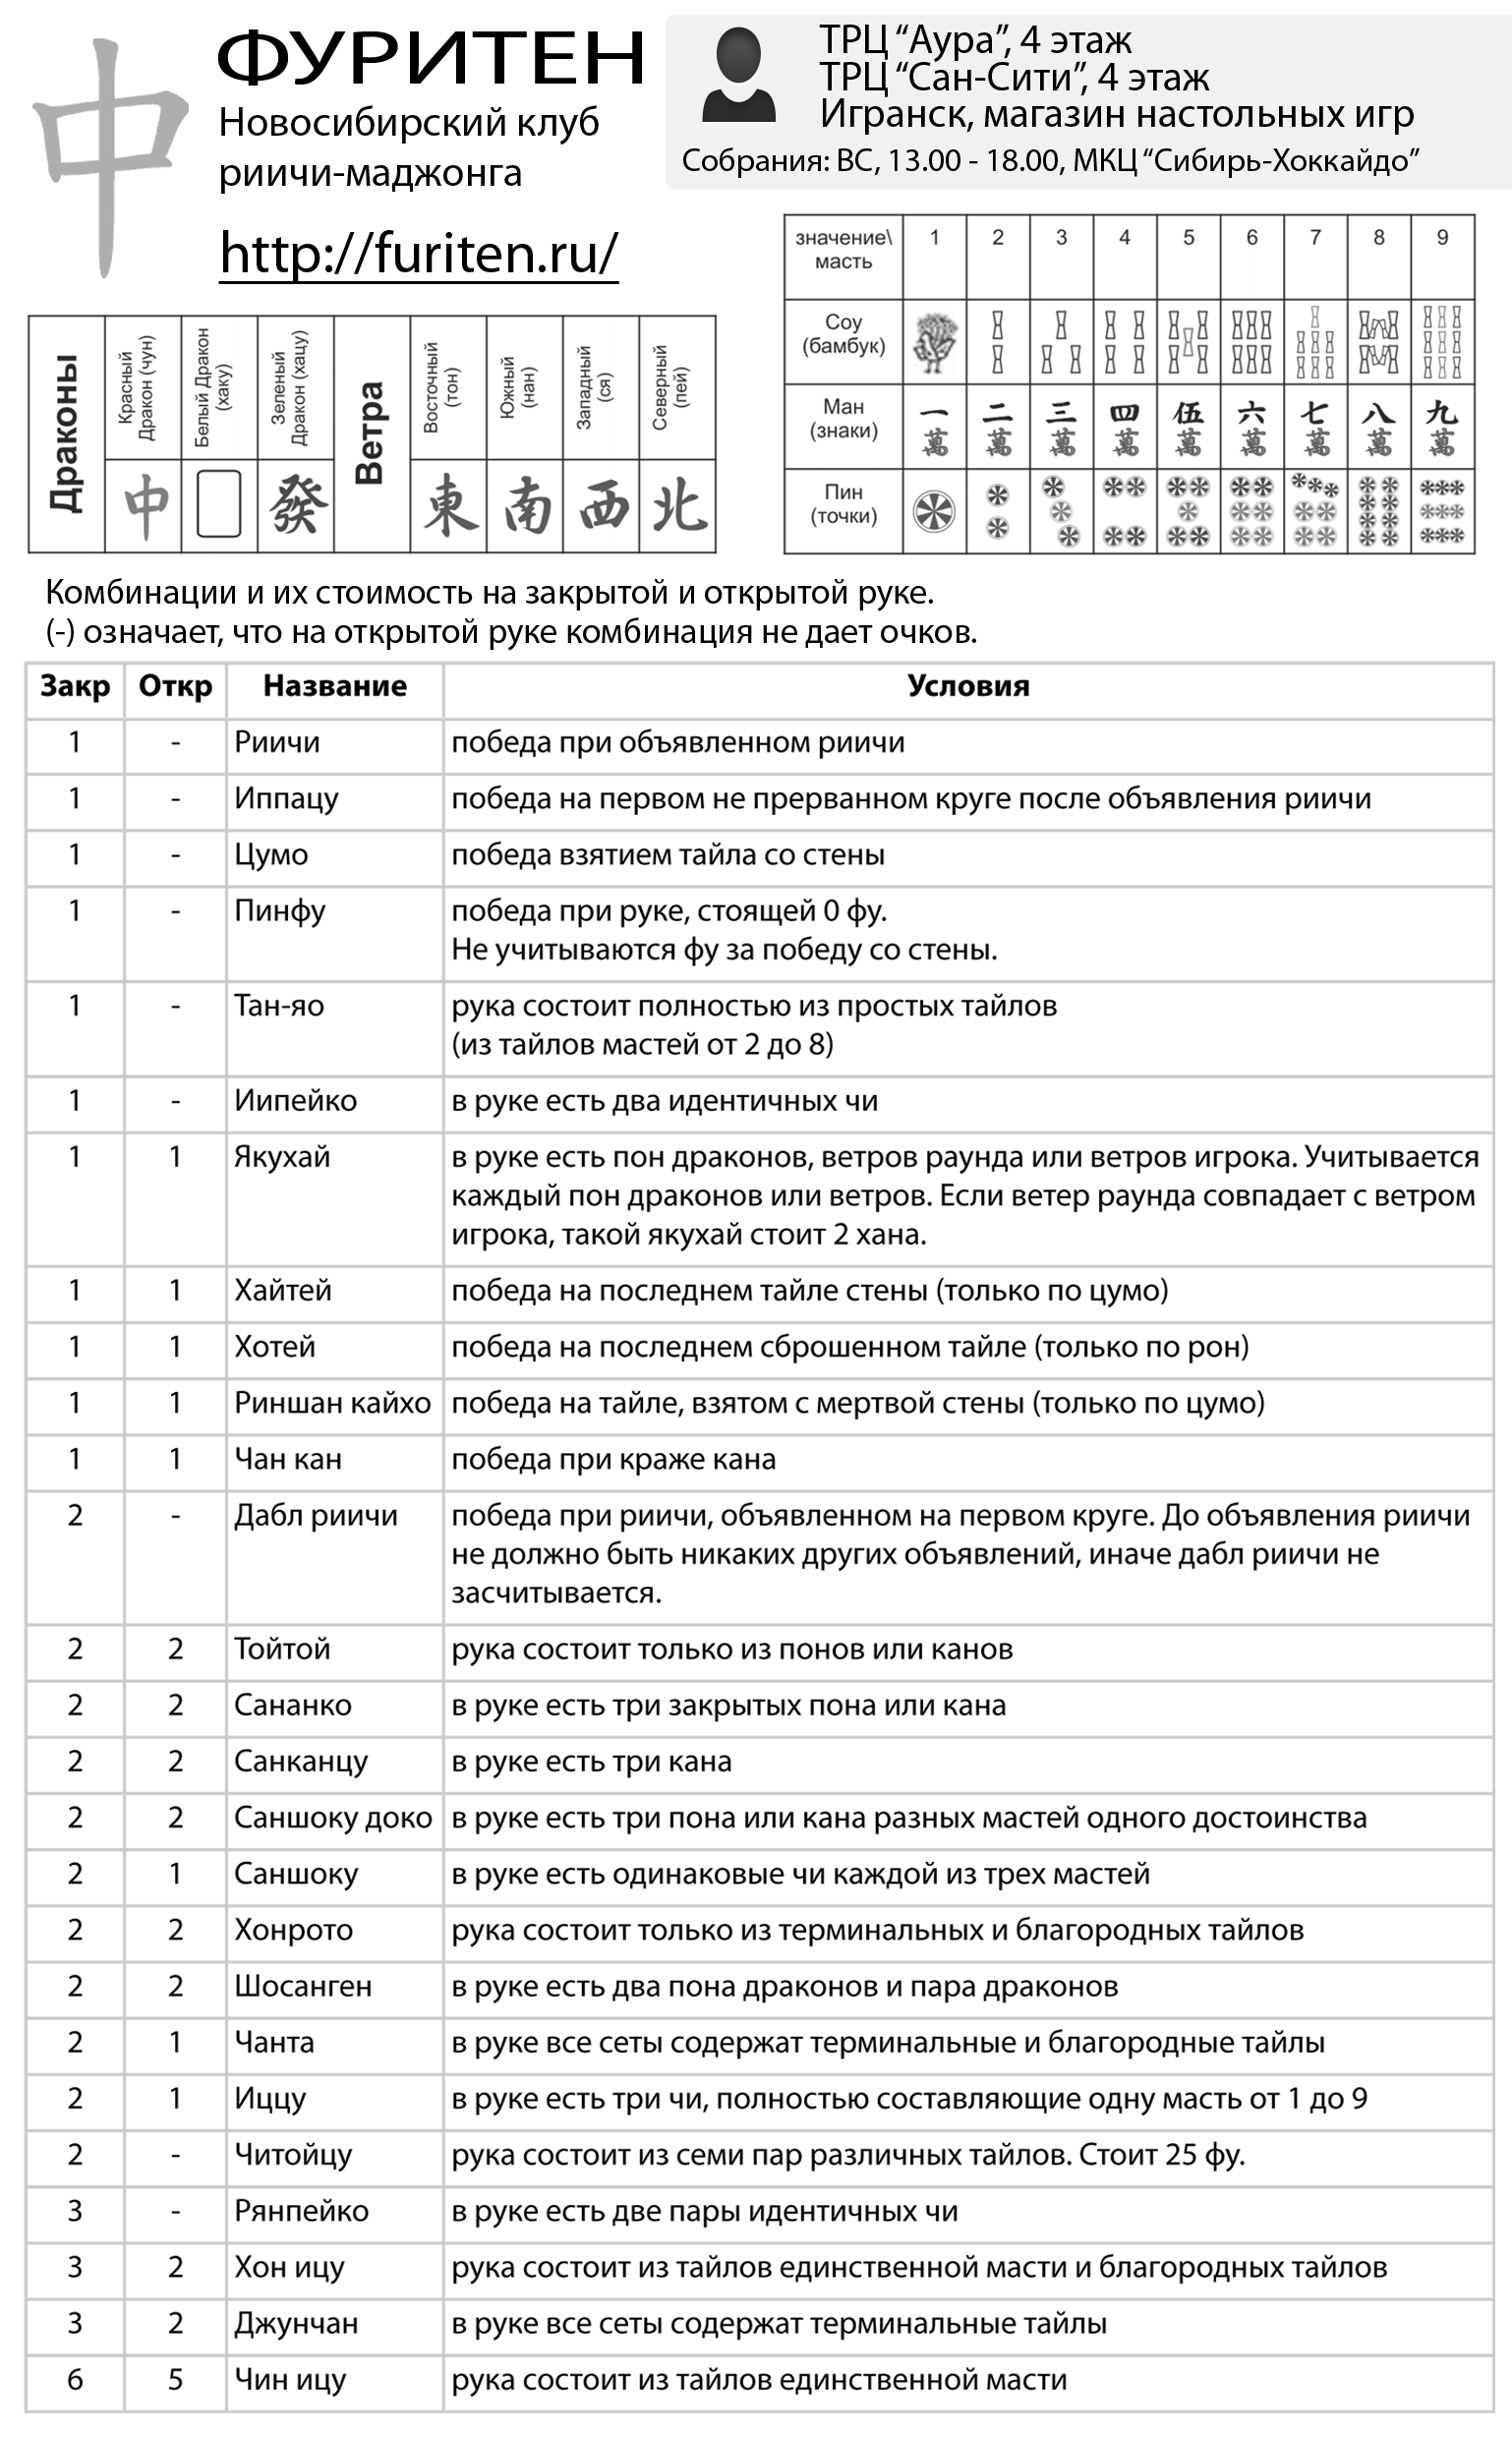 中
ФУРИТЕН
Новосибирский клуб
риичи-маджонга
http://furiten.ru/
ТРЦ “Аура”, 4 этаж
ТРЦ “Сан-Сити”, 4 этаж
Игранск, магазин настольных игр
Собрания: ВС, 13.00 - 18.00, МКЦ “Сибирь-Хоккайдо”
Драконы
Красный
Дракон (чун)
Белый Дракон
(хаку)
Зеленый
Дракон (хацу)
Ветра
Восточный
(тон)
Южный
(нан)
Западный
(ся)
Северный
(пей)
中 發 東 南 西 北
значение\ 1 2 3 4 5 6 7 8 9
масть
Соу
(бамбук)
Ман
(знаки)
一 二 三 四 伍 六 七 八 九
萬 萬 萬 萬 萬 萬 萬 萬 萬
Пин
(точки)
Комбинации и их стоимость на закрытой и открытой руке.
(-) означает, что на открытой руке комбинация не дает очков.
Закр Откр Название Условия
1 - Риичи победа при объявленном риичи
1 - Иппацу победа на первом не прерванном круге после объявления риичи
1 - Цумо победа взятием тайла со стены
1 - Пинфу победа при руке, стоящей 0 фу.
Не учитываются фу за победу со стены.
1 - Тан-яо рука состоит полностью из простых тайлов
(из тайлов мастей от 2 до 8)
1 - Иипейко в руке есть два идентичных чи
1 1 Якухай в руке есть пон драконов, ветров раунда или ветров игрока. Учитывается
каждый пон драконов или ветров. Если ветер раунда совпадает с ветром
игрока, такой якухай стоит 2 хана.
1 1 Хайтей победа на последнем тайле стены (только по цумо)
1 1 Хотей победа на последнем сброшенном тайле (только по рон)
1 1 Риншан кайхо победа на тайле, взятом с мертвой стены (только по цумо)
1 1 Чан кан победа при краже кана
2 - Дабл риичи победа при риичи, объявленном на первом круге. До объявления риичи
не должно быть никаких других объявлений, иначе дабл риичи не
засчитывается.
2 2 Тойтой рука состоит только из понов или канов
2 2 Сананко в руке есть три закрытых пона или кана
2 2 Санканцу в руке есть три кана
2 2 Саншоку доко в руке есть три пона или кана разных мастей одного достоинства
2 1 Саншоку в руке есть одинаковые чи каждой из трех мастей
2 2 Хонрото рука состоит только из терминальных и благородных тайлов
2 2 Шосанген в руке есть два пона драконов и пара драконов
2 1 Чанта в руке все сеты содержат терминальные и благородные тайлы
2 1 Иццу в руке есть три чи, полностью составляющие одну масть от 1 до 9
2 - Читойцу рука состоит из семи пар различных тайлов. Стоит 25 фу.
3 - Рянпейко в руке есть две пары идентичных чи
3 2 Хон ицу рука состоит из тайлов единственной масти и благородных тайлов
3 2 Джунчан в руке все сеты содержат терминальные тайлы
6 5 Чин ицу рука состоит из тайлов единственной масти